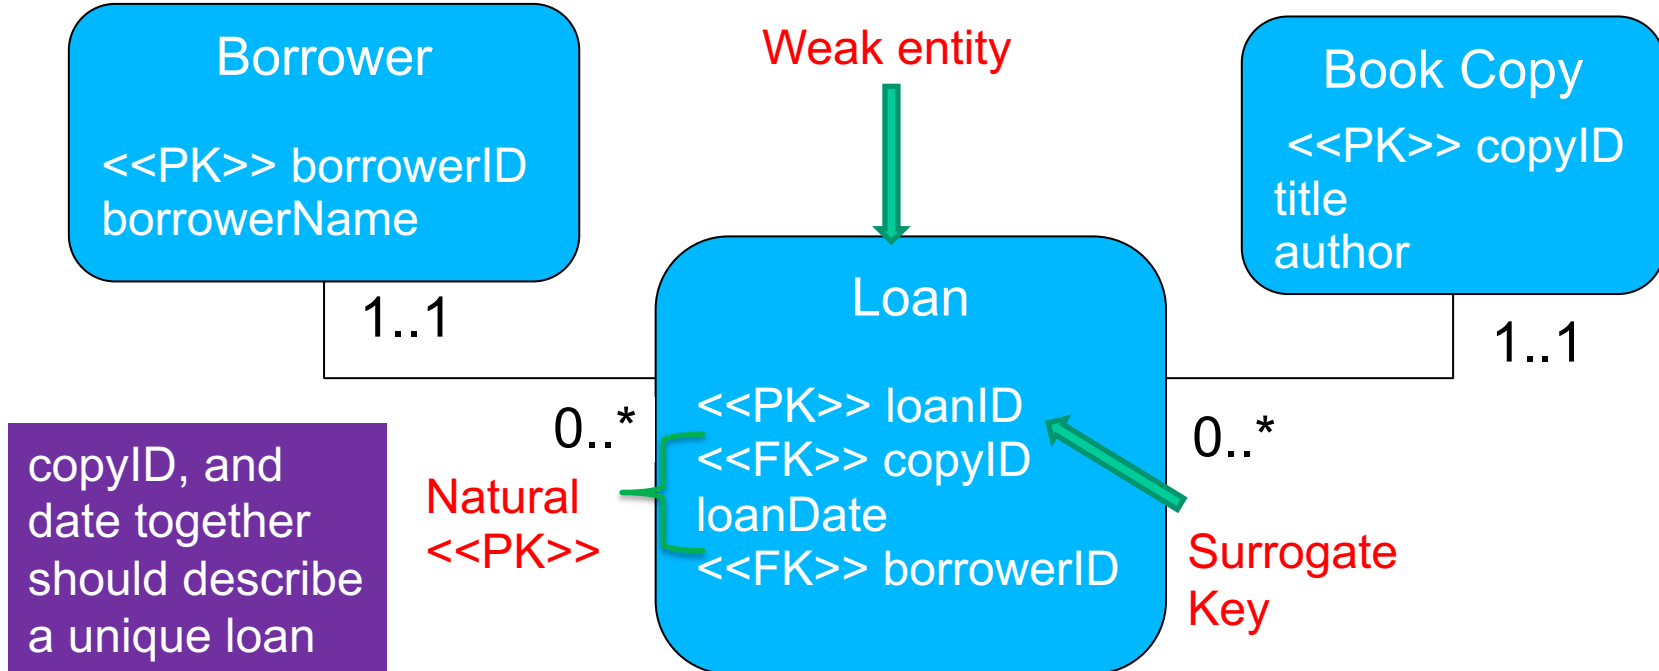 Borrower
<<PK>> borrowerID
borrowerName
Weak entity
Book Copy
<<PK>> copyID
title
author
1..1
1..1
0..*
0..*
Loan
<<PK>> loanID
<<FK>> copyID
loanDate
<<FK>> borrowerID
Natural
<<PK>>
Surrogate
Key
copyID, and
date together
should describe
a unique loan